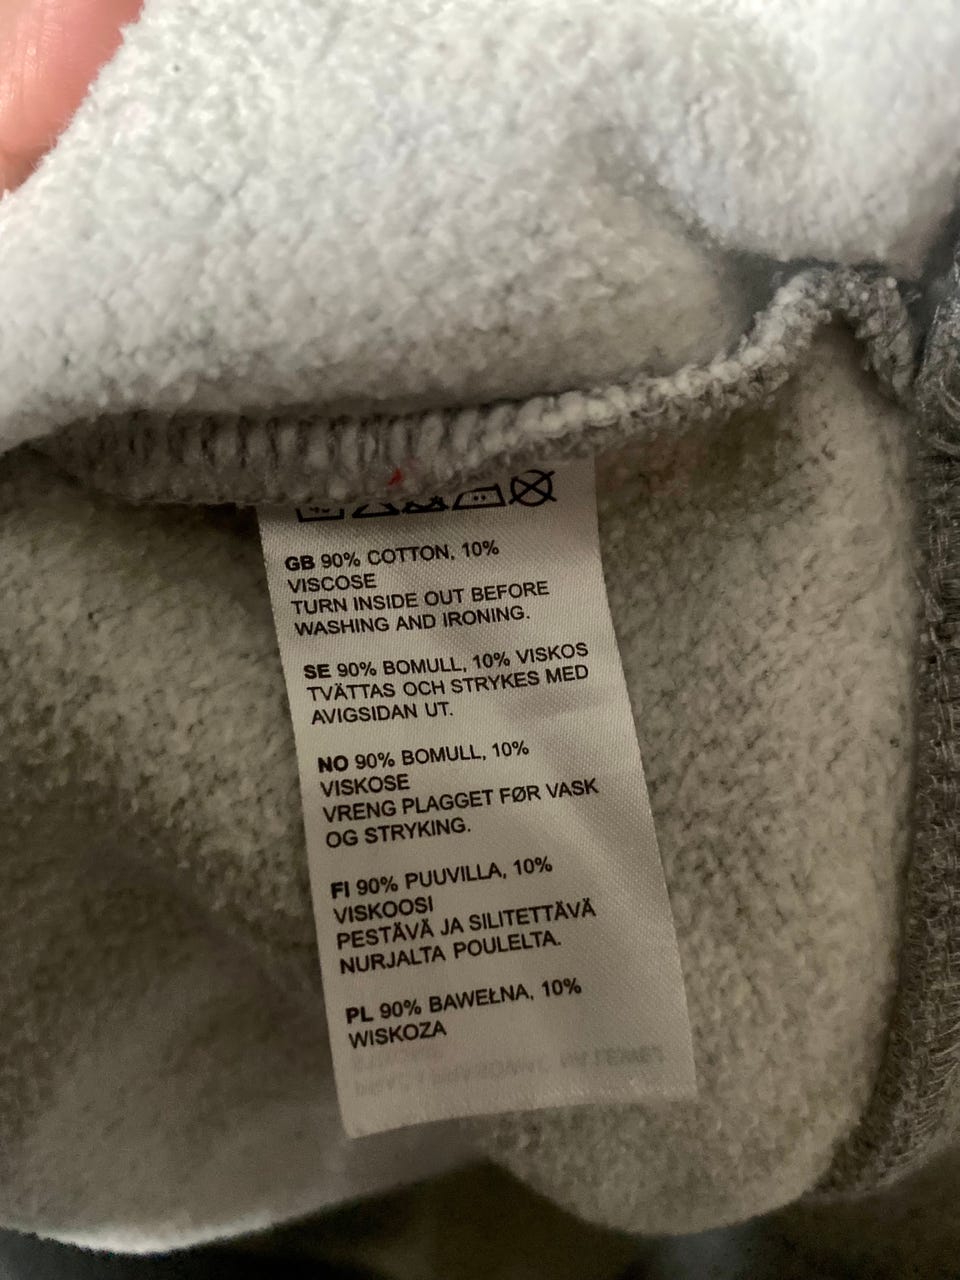 GB 90% COTTON, 10%
VISCOSE
TURN INSIDE OUT BEFORE
WASHING AND IRONING.
SE 90% BOMULL, 10% VISKOS
TVÄTTAS OCH STRYKES MED
AVIGSIDAN UT.
NO 90% BOMULL, 10%
VISKOSE
VRENG PLAGGET FØR VASK
OG STRYKING.
FI 90% PUUVILLA, 10%
VISKOOSI
PESTÄVÄ JA SILITETTÄVÄ
NURJALTA POULELTA.
PL 90% BAWEŁNA, 10%
WISKOZA